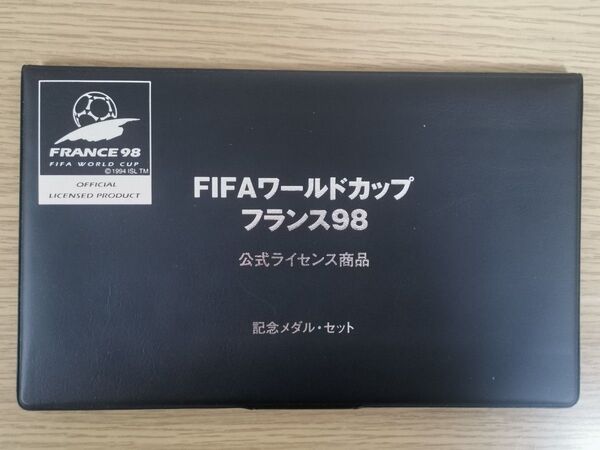 FRANCE 98
FIFA WORLD CUP
©1994 ISL TM
OFFICIAL
LICENSED PRODUCT
FIFAワールドカップ
フランス98
公式ライセンス商品
記念メダル・セット